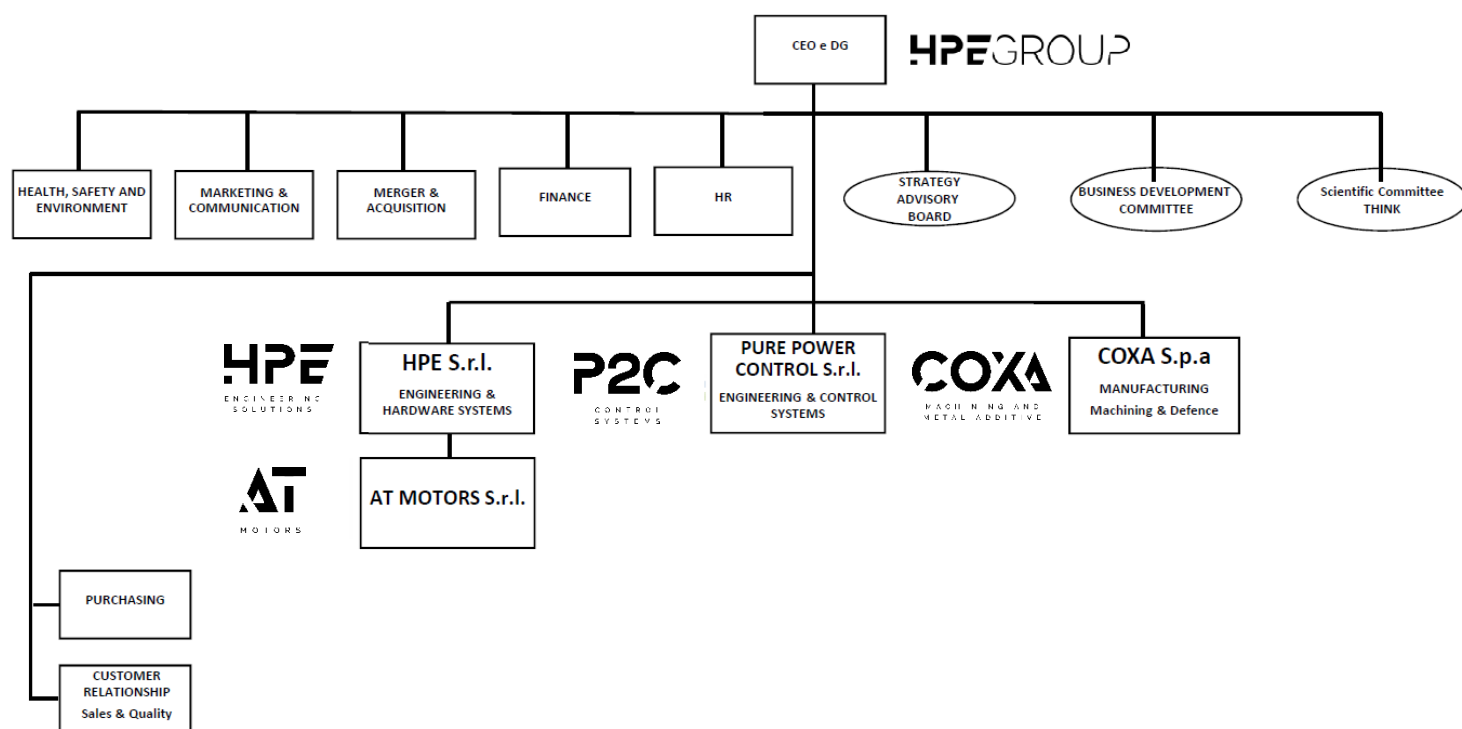 CEO e DG
HPEGROUP
HEALTH, SAFETY AND
ENVIRONMENT
MARKETING &
COMMUNICATION
MERGER &
ACQUISITION
FINANCE
HR
STRATEGY
ADVISORY
BOARD
BUSINESS DEVELOPMENT
COMMITTEE
Scientific Committee
THINK
HPE
ENGINEERING
SOLUTIONS
HPE S.r.l.
ENGINEERING &
HARDWARE SYSTEMS
P2C
CONTROL
SYSTEMS
PURE POWER
CONTROL S.r.l.
ENGINEERING & CONTROL
SYSTEMS
COXA
MACHINING AND
METAL ADDITIVE
COXA S.p.a
MANUFACTURING
Machining & Defence
AT
MOTORS
AT MOTORS S.r.l.
PURCHASING
CUSTOMER
RELATIONSHIP
Sales & Quality